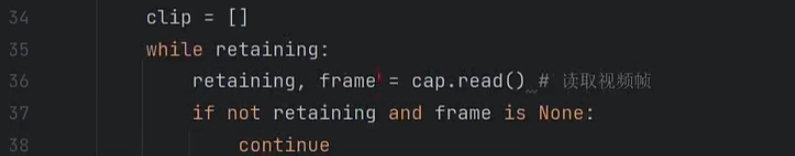 34 clip = []
35 while retaining:
36 retaining, frame = cap.read() # 读取视频帧
37 if not retaining and frame is None:
38 continue